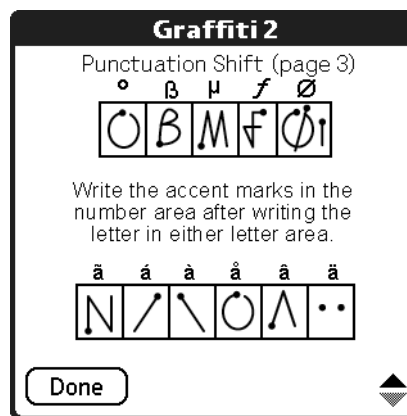 Graffiti 2
Punctuation Shift (page 3)
° ß µ ƒ Ø
Write the accent marks in the
number area after writing the
letter in either letter area.
ã á à å â ä
Done